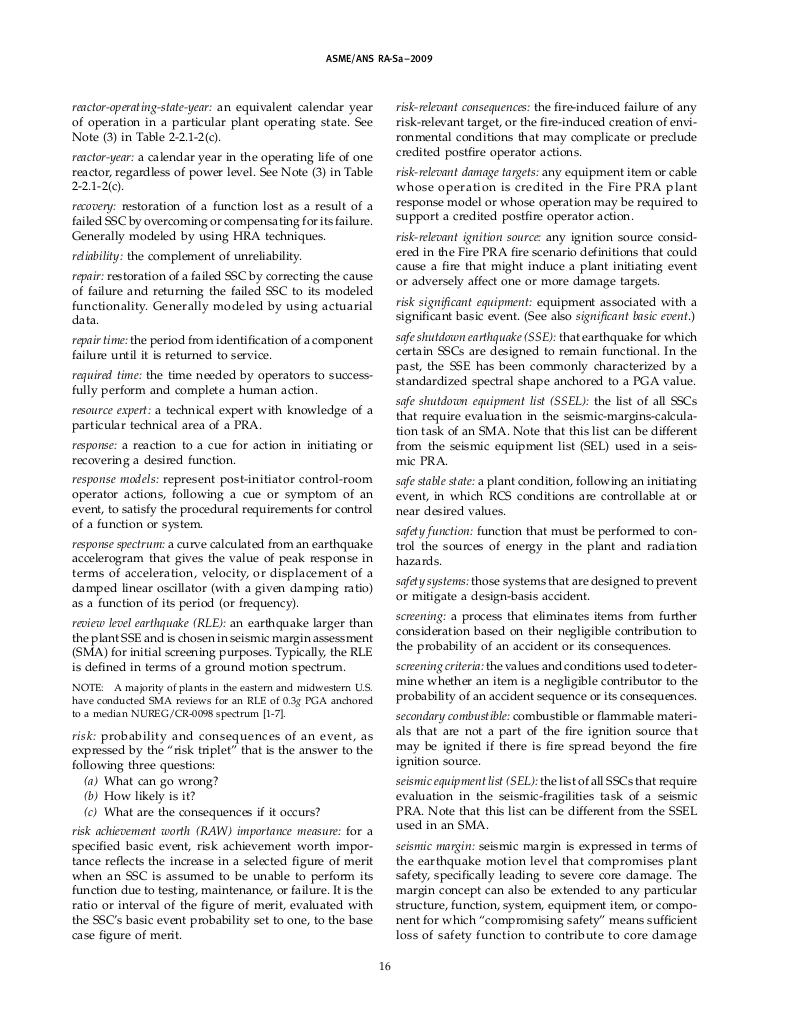 ASME/ANS RA-Sa–2009
reactor-operating-state-year: an equivalent calendar year
of operation in a particular plant operating state. See
Note (3) in Table 2-2.1-2(c).
reactor-year: a calendar year in the operating life of one
reactor, regardless of power level. See Note (3) in Table
2-2.1-2(c).
recovery: restoration of a function lost as a result of a
failed SSC by overcoming or compensating for its failure.
Generally modeled by using HRA techniques.
reliability: the complement of unreliability.
repair: restoration of a failed SSC by correcting the cause
of failure and returning the failed SSC to its modeled
functionality. Generally modeled by using actuarial
data.
repair time: the period from identification of a component
failure until it is returned to service.
required time: the time needed by operators to success-
fully perform and complete a human action.
resource expert: a technical expert with knowledge of a
particular technical area of a PRA.
response: a reaction to a cue for action in initiating or
recovering a desired function.
response models: represent post-initiator control-room
operator actions, following a cue or symptom of an
event, to satisfy the procedural requirements for control
of a function or system.
response spectrum: a curve calculated from an earthquake
accelerogram that gives the value of peak response in
terms of acceleration, velocity, or displacement of a
damped linear oscillator (with a given damping ratio)
as a function of its period (or frequency).
review level earthquake (RLE): an earthquake larger than
the plant SSE and is chosen in seismic margin assessment
(SMA) for initial screening purposes. Typically, the RLE
is defined in terms of a ground motion spectrum.
NOTE: A majority of plants in the eastern and midwestern U.S.
have conducted SMA reviews for an RLE of 0.3g PGA anchored
to a median NUREG/CR-0098 spectrum [1-7].
risk: probability and consequences of an event, as
expressed by the “risk triplet” that is the answer to the
following three questions:
(a) What can go wrong?
(b) How likely is it?
(c) What are the consequences if it occurs?
risk achievement worth (RAW) importance measure: for a
specified basic event, risk achievement worth impor-
tance reflects the increase in a selected figure of merit
when an SSC is assumed to be unable to perform its
function due to testing, maintenance, or failure. It is the
ratio or interval of the figure of merit, evaluated with
the SSC’s basic event probability set to one, to the base
case figure of merit.
risk-relevant consequences: the fire-induced failure of any
risk-relevant target, or the fire-induced creation of envi-
ronmental conditions that may complicate or preclude
credited postfire operator actions.
risk-relevant damage targets: any equipment item or cable
whose operation is credited in the Fire PRA plant
response model or whose operation may be required to
support a credited postfire operator action.
risk-relevant ignition source: any ignition source consid-
ered in the Fire PRA fire scenario definitions that could
cause a fire that might induce a plant initiating event
or adversely affect one or more damage targets.
risk significant equipment: equipment associated with a
significant basic event. (See also significant basic event.)
safe shutdown earthquake (SSE): that earthquake for which
certain SSCs are designed to remain functional. In the
past, the SSE has been commonly characterized by a
standardized spectral shape anchored to a PGA value.
safe shutdown equipment list (SSEL): the list of all SSCs
that require evaluation in the seismic-margins-calcula-
tion task of an SMA. Note that this list can be different
from the seismic equipment list (SEL) used in a seis-
mic PRA.
safe stable state: a plant condition, following an initiating
event, in which RCS conditions are controllable at or
near desired values.
safety function: function that must be performed to con-
trol the sources of energy in the plant and radiation
hazards.
safety systems: those systems that are designed to prevent
or mitigate a design-basis accident.
screening: a process that eliminates items from further
consideration based on their negligible contribution to
the probability of an accident or its consequences.
screening criteria: the values and conditions used to deter-
mine whether an item is a negligible contributor to the
probability of an accident sequence or its consequences.
secondary combustible: combustible or flammable materi-
als that are not a part of the fire ignition source that
may be ignited if there is fire spread beyond the fire
ignition source.
seismic equipment list (SEL): the list of all SSCs that require
evaluation in the seismic-fragilities task of a seismic
PRA. Note that this list can be different from the SSEL
used in an SMA.
seismic margin: seismic margin is expressed in terms of
the earthquake motion level that compromises plant
safety, specifically leading to severe core damage. The
margin concept can also be extended to any particular
structure, function, system, equipment item, or compo-
nent for which “compromising safety” means sufficient
loss of safety function to contribute to core damage
16